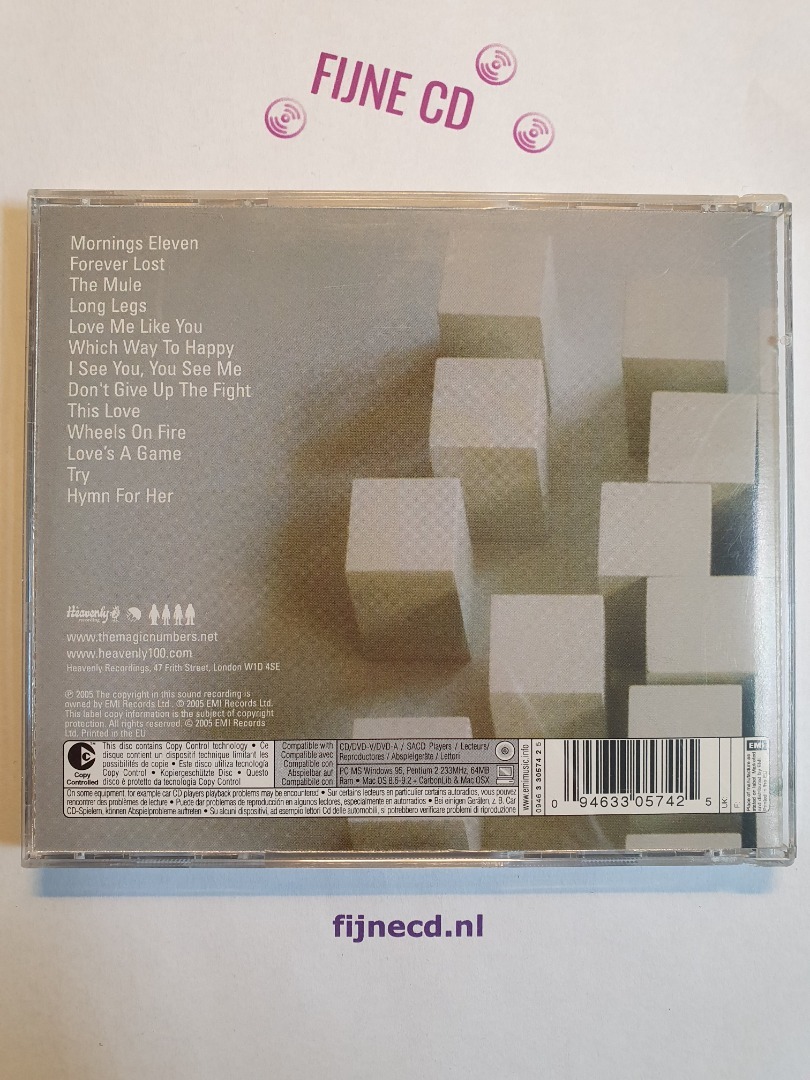 FIJNE CD
Mornings Eleven
Forever Lost
The Mule
Long Legs
Love Me Like You
Which Way To Happy
I See You, You See Me
Don't Give Up The Fight
This Love
Wheels On Fire
Love's A Game
Try
Hymn For Her
Heavenly
www.themagicnumbers.net
www.heavenly100.com
Heavenly Recordings, 47 Frith Street, London W1D 4SE
℗ 2005 The copyright in this sound recording is
owned by EMI Records Ltd. © 2005 EMI Records Ltd.
This label copy information is the subject of copyright
protection. All rights reserved. © 2005 EMI Records
Ltd. Printed in the EU
Copy
Controlled
This disc contains Copy Control technology • Ce
disque contient un dispositif technique limitant les
possibilités de copie • Este disco utiliza tecnologia
Copy Control • Kopiergeschützte Disc • Questo
disco è protetto da tecnologia Copy Control
Compatible with
Compatible avec
Compatible con
Abspielbar auf
Compatibile con
CD/DVD-V/DVD-A / SACD Players / Lecteurs/
Reproductores / Abspielgeräte / Lettori
PC MS Windows 95, Pentium 2 233MHz, 64MB
Ram • Mac OS 8.6-9.2 + CarbonLib & Mac OSX
On some equipment, for example car CD players playback problems may be encountered • Sur certains lecteurs en particulier certains autoradios, vous pouvez
rencontrer des problèmes de lecture • Puede dar problemas de reproducción en algunos lectores, especialmente en autorradios • Bei einigen Geräten, z. B. Car
CD-Spielern, können Abspielprobleme auftreten • Su alcuni dispositivi, ad esempio lettori Cd delle automobili, si potrebbero verificare problemi di riproduzione
www.emimusic.info
0946 3 30574 2 5
0 94633 05742 5
UK
F:
EMI
fijnecd.nl